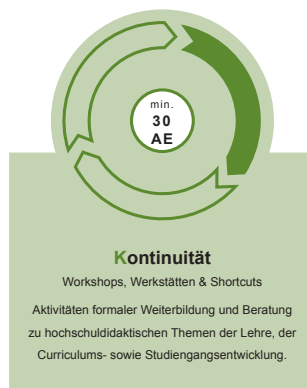 min.
30
AE
Kontinuität
Workshops, Werkstätten & Shortcuts
Aktivitäten formaler Weiterbildung und Beratung
zu hochschuldidaktischen Themen der Lehre, der
Curriculums- sowie Studiengangsentwicklung.